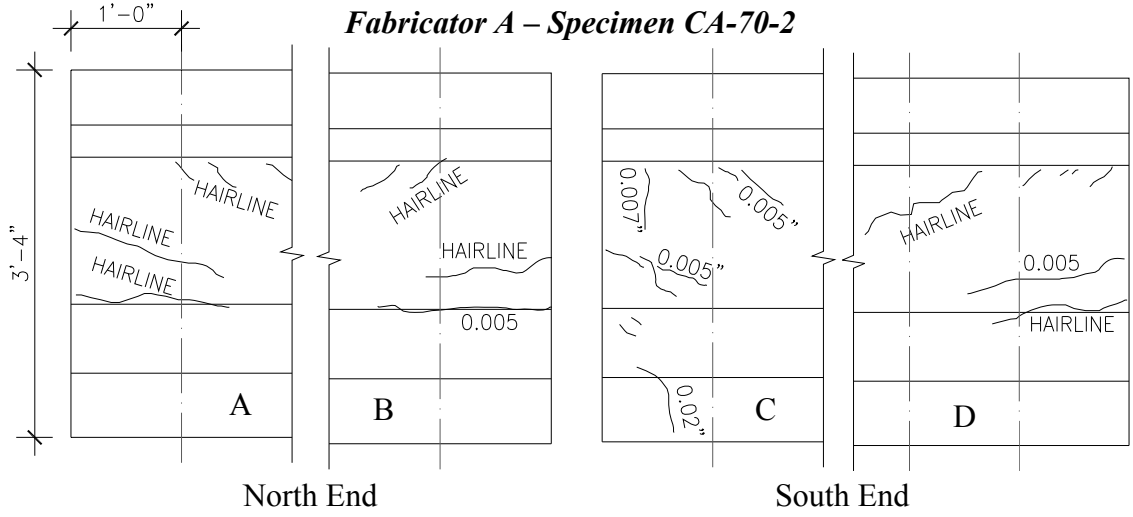 Fabricator A – Specimen CA-70-2
1'-0"
3'-4"
HAIRLINE
HAIRLINE
HAIRLINE
A
HAIRLINE
HAIRLINE
0.005
B
0.007"
0.005"
0.005"
0.02"
C
HAIRLINE
0.005
HAIRLINE
D
North End
South End